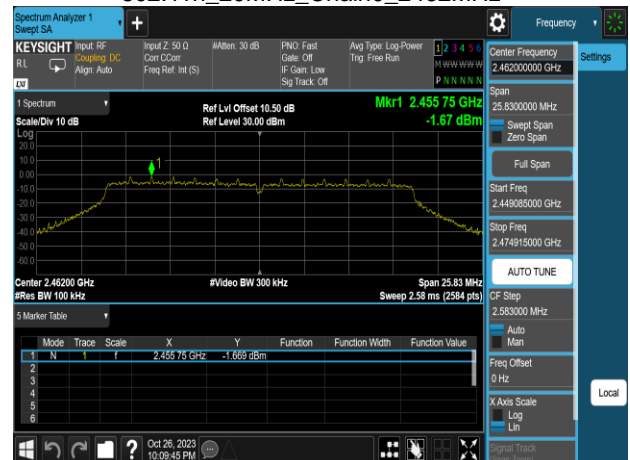 Spectrum Analyzer 1
Swept SA
Frequency
KEYSIGHT
RL
LXI
Input: RF
Coupling: DC
Align: Auto
Input Z: 50 Ω
Corr CCorr
Freq Ref: Int (S)
#Atten: 30 dB
PNO: Fast
Gate: Off
IF Gain: Low
Sig Track: Off
Avg Type: Log-Power
Trig: Free Run
1 2 3 4 5 6
M W W W W W
P N N N N N
Center Frequency
2.462000000 GHz
Settings
Span
25.8300000 MHz
Swept Span
Zero Span
Full Span
Start Freq
2.449085000 GHz
Stop Freq
2.474915000 GHz
AUTO TUNE
CF Step
2.583000 MHz
Auto
Man
Freq Offset
0 Hz
X Axis Scale
Log
Lin
Local
Signal Track
(Span Zoom)
1 Spectrum
Scale/Div 10 dB
Ref Lvl Offset 10.50 dB
Ref Level 30.00 dBm
Mkr1 2.455 75 GHz
-1.67 dBm
Log
20.0
10.0
0.00
-10.0
-20.0
-30.0
-40.0
-50.0
-60.0
1
Center 2.46200 GHz
#Res BW 100 kHz
#Video BW 300 kHz
Span 25.83 MHz
Sweep 2.58 ms (2584 pts)
5 Marker Table
Mode Trace Scale X Y Function Function Width Function Value
1 N 1 f 2.455 75 GHz -1.669 dBm
2
3
4
5
6
?
Oct 26, 2023
10:09:45 PM